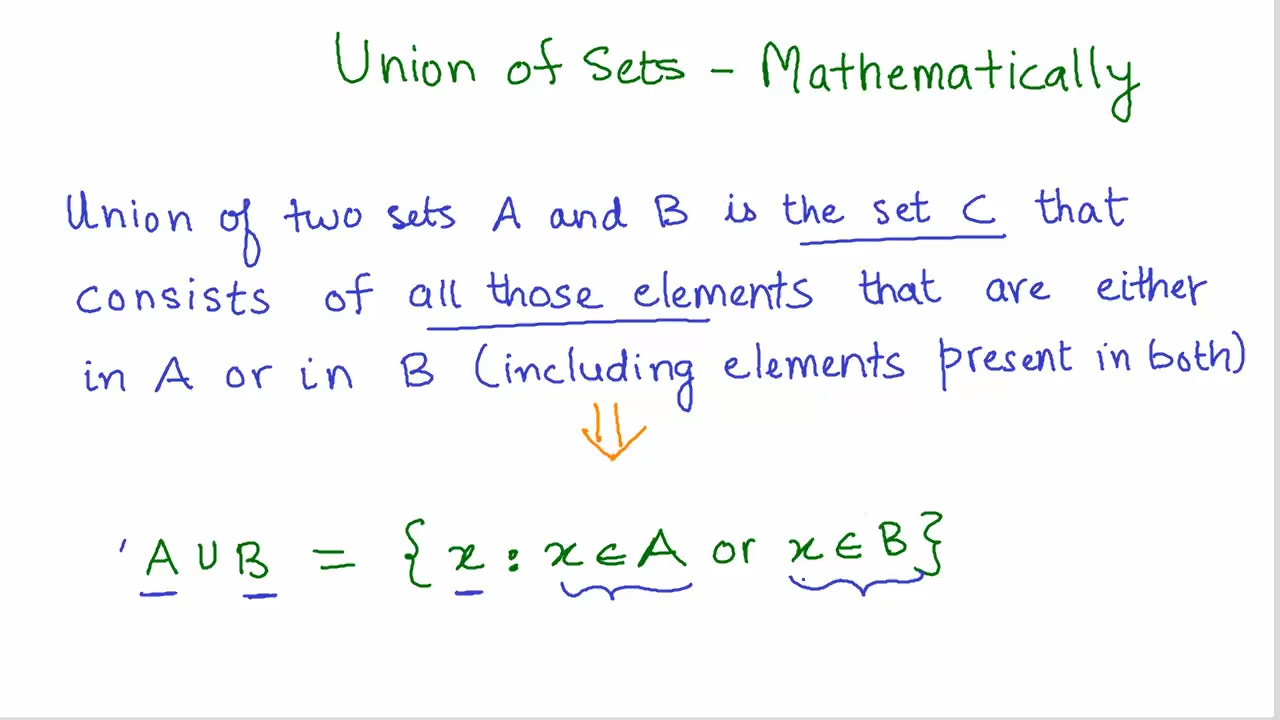 Union of Sets - Mathematically
Union of two sets A and B is the set C that
consists of all those elements that are either
in A or in B (including elements present in both)
A ∪ B = { x : x ∈ A or x ∈ B }